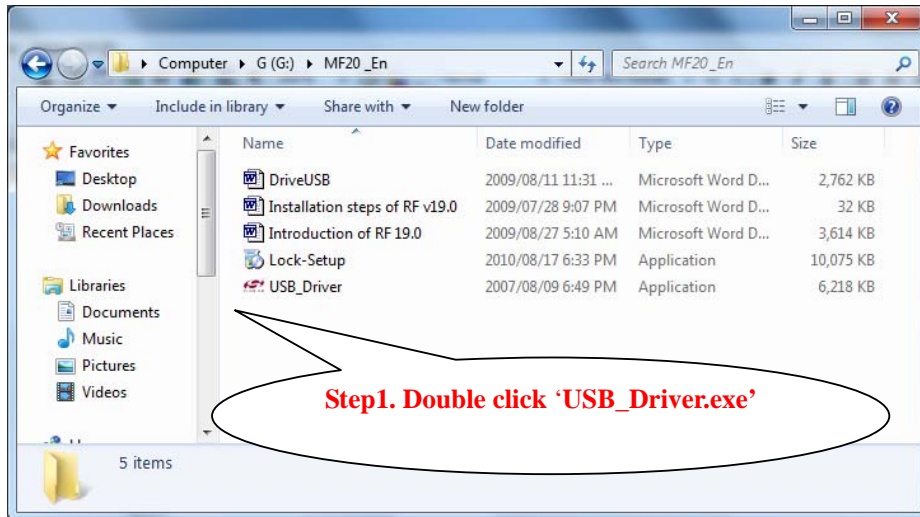 Computer ▸ G (G:) ▸ MF20 _En
Search MF20_En
Organize Include in library Share with New folder
Name Date modified Type Size
Favorites
Desktop
Downloads
Recent Places
Libraries
Documents
Music
Pictures
Videos
DriveUSB 2009/08/11 11:31 ... Microsoft Word D... 2,762 KB
Installation steps of RF v19.0 2009/07/28 9:07 PM Microsoft Word D... 32 KB
Introduction of RF 19.0 2009/08/27 5:10 AM Microsoft Word D... 3,614 KB
Lock-Setup 2010/08/17 6:33 PM Application 10,075 KB
USB_Driver 2007/08/09 6:49 PM Application 6,218 KB
Step1. Double click ‘USB_Driver.exe’
5 items